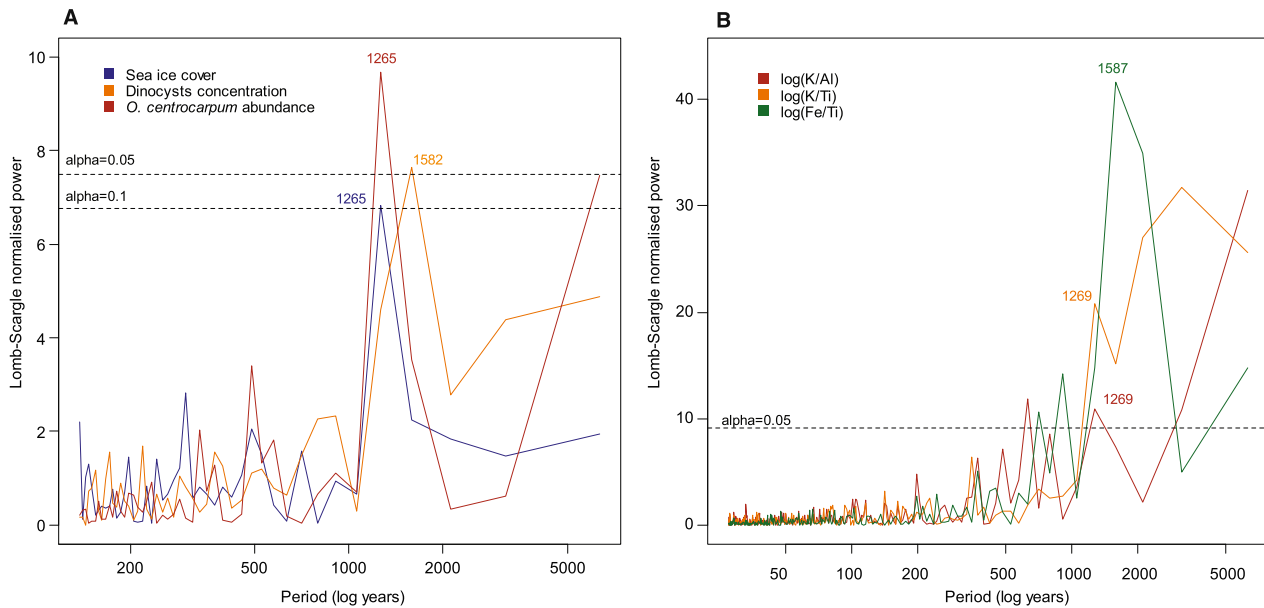 A
Lomb-Scargle normalised power
10
8
6
4
2
0
Sea ice cover
Dinocysts concentration
O. centrocarpum abundance
1265
alpha=0.05
1582
alpha=0.1
1265
200
500
1000
2000
5000
Period (log years)
B
Lomb-Scargle normalised power
40
30
20
10
0
log(K/Al)
log(K/Ti)
log(Fe/Ti)
1587
1269
1269
alpha=0.05
50
100
200
500
1000
2000
5000
Period (log years)